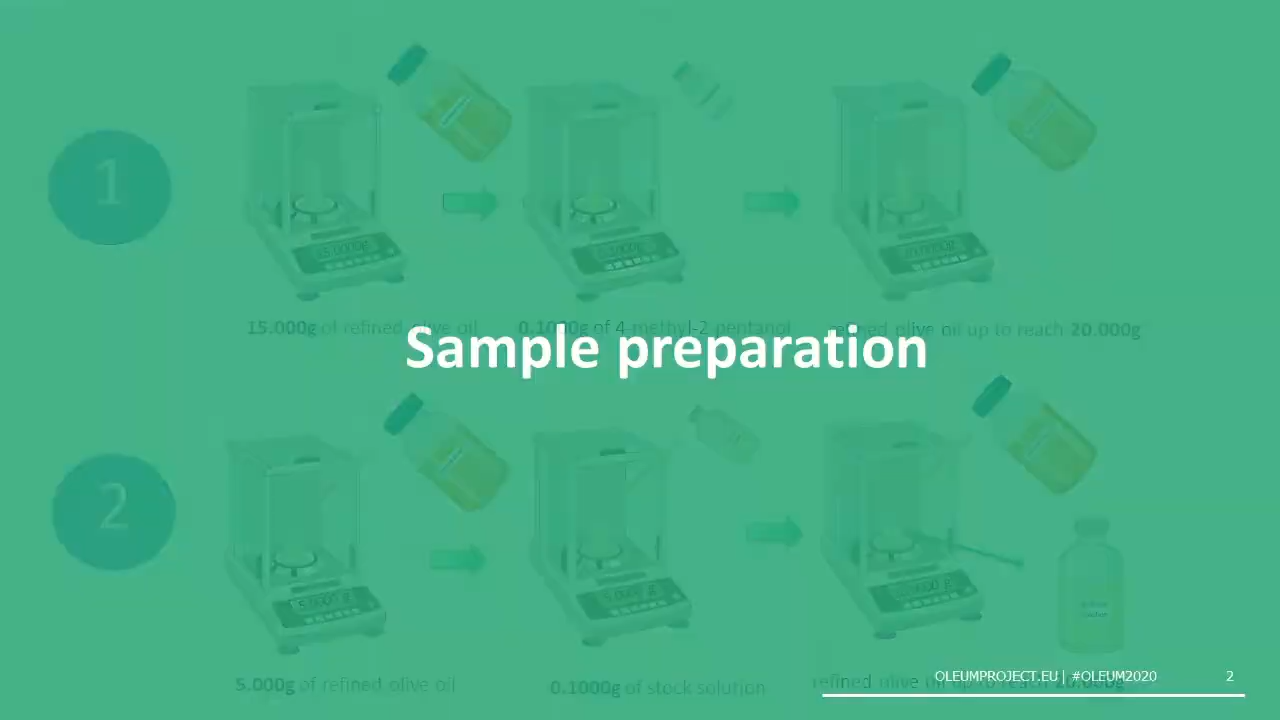 1
15.000g of refined olive oil
0.1000g of 4-methyl-2-pentanol
refined olive oil up to reach 20.000g
Sample preparation
2
5.0000 g
5.000g of refined olive oil
0.1000g of stock solution
refined olive oil up to reach 20.000g
OLEUMPROJECT.EU | #OLEUM2020
2